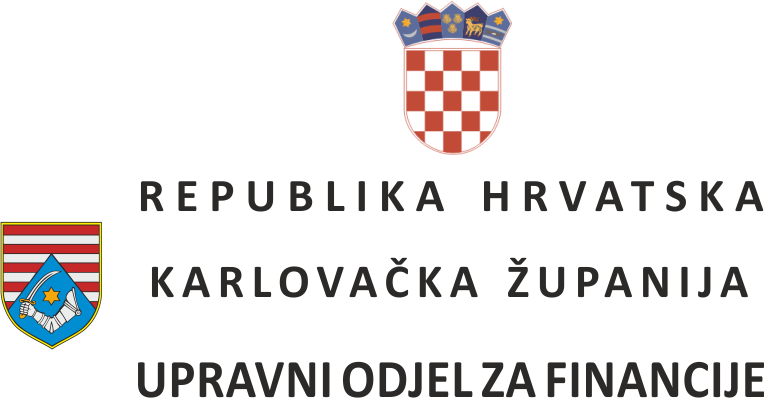 REPUBLIKA HRVATSKA
KARLOVAČKA ŽUPANIJA
UPRAVNI ODJEL ZA FINANCIJE